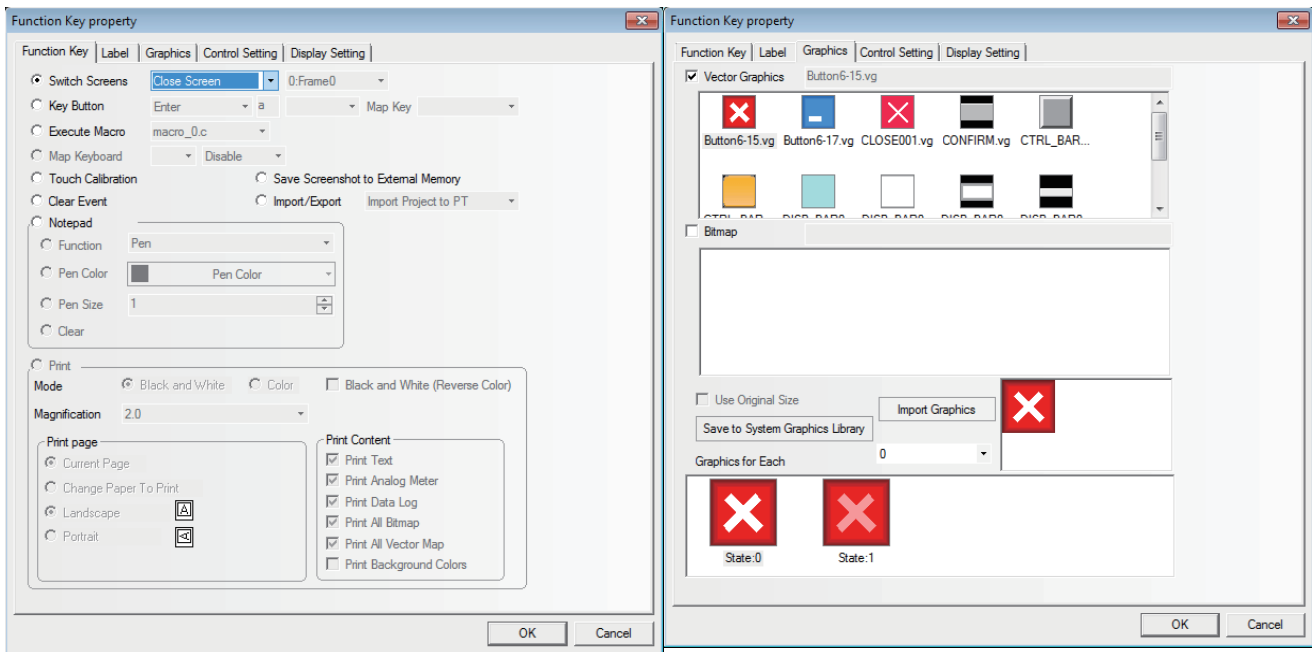 Function Key property
Function Key Label Graphics Control Setting Display Setting
Switch Screens Close Screen 0:Frame0
Key Button Enter a Map Key
Execute Macro macro_0.c
Map Keyboard Disable
Touch Calibration Save Screenshot to External Memory
Clear Event Import/Export Import Project to PT
Notepad
Function Pen
Pen Color Pen Color
Pen Size 1
Clear
Print
Mode Black and White Color Black and White (Reverse Color)
Magnification 2.0
Print page
Current Page
Change Paper To Print
Landscape A
Portrait A
Print Content
Print Text
Print Analog Meter
Print Data Log
Print All Bitmap
Print All Vector Map
Print Background Colors
OK Cancel
Function Key property
Function Key Label Graphics Control Setting Display Setting
Vector Graphics Button6-15.vg
Button6-15.vg Button6-17.vg CLOSE001.vg CONFIRM.vg CTRL_BAR...
Bitmap
Use Original Size
Import Graphics
Save to System Graphics Library
Graphics for Each 0
State:0 State:1
OK Cancel